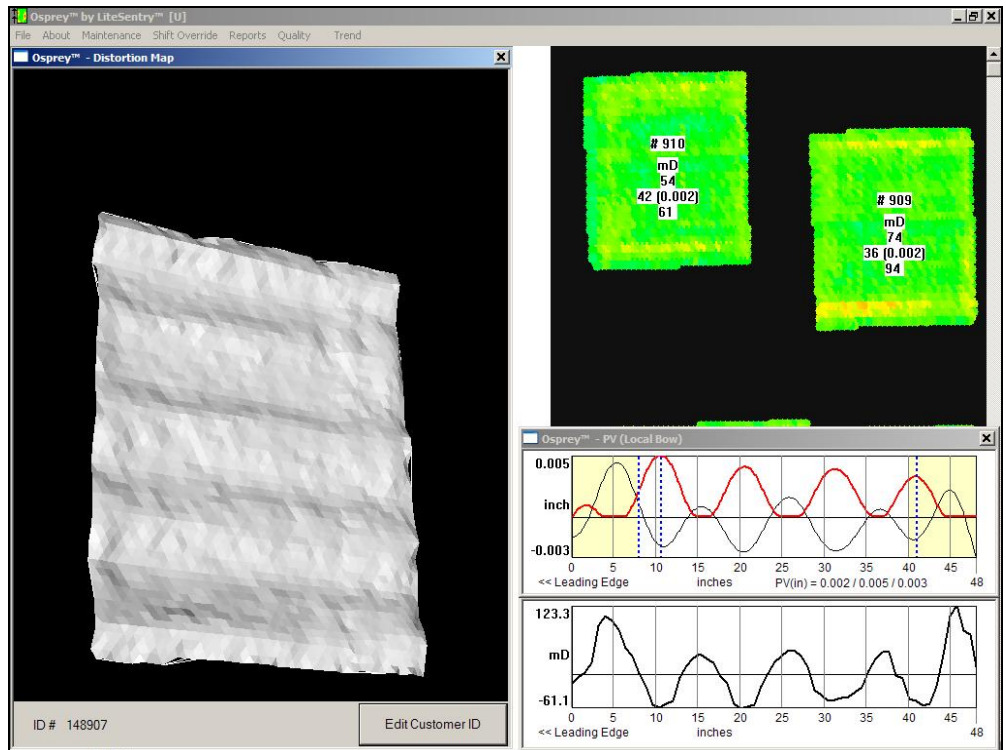 Osprey™ by LiteSentry™ [U]
File About Maintenance Shift Override Reports Quality Trend
Osprey™ - Distortion Map
# 910
mD
54
42 (0.002)
61
# 909
mD
74
36 (0.002)
94
Osprey™ - PV (Local Bow)
0.005
inch
-0.003
0 5 10 15 20 25 30 35 40 45
<< Leading Edge inches PV(in) = 0.002 / 0.005 / 0.003 48
123.3
mD
-61.1
0 5 10 15 20 25 30 35 40 45
<< Leading Edge inches 48
ID # 148907
Edit Customer ID